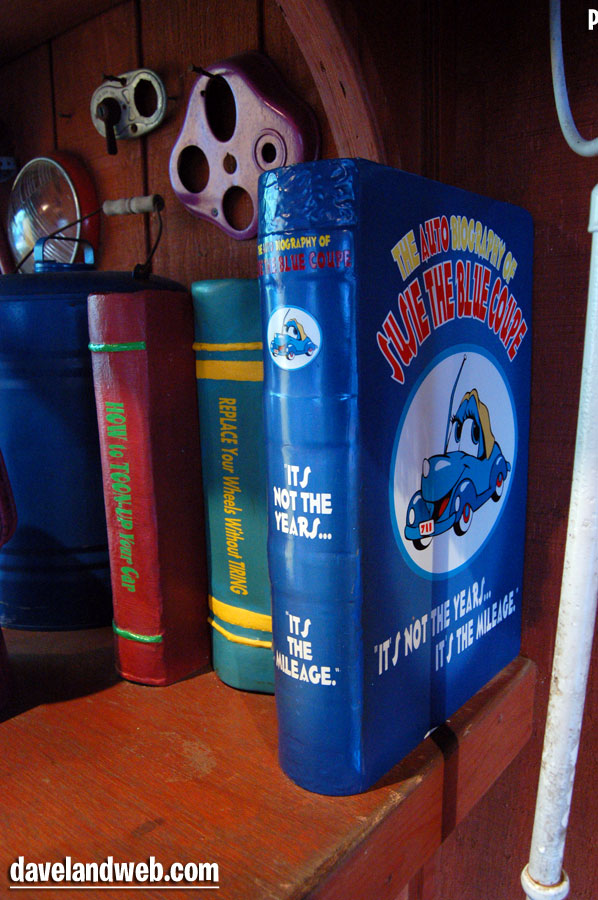 P
HOW to TOON-UP Your Car
REPLACE Your Wheels Without TIRING
THE AUTO BIOGRAPHY OF
SUSIE THE BLUE COUPE
"IT'S
NOT THE
YEARS...
"IT'S
THE
MILEAGE."
THE AUTO BIOGRAPHY OF
SUSIE THE BLUE COUPE
711
"IT'S NOT THE YEARS...
IT'S THE MILEAGE."
davelandweb.com